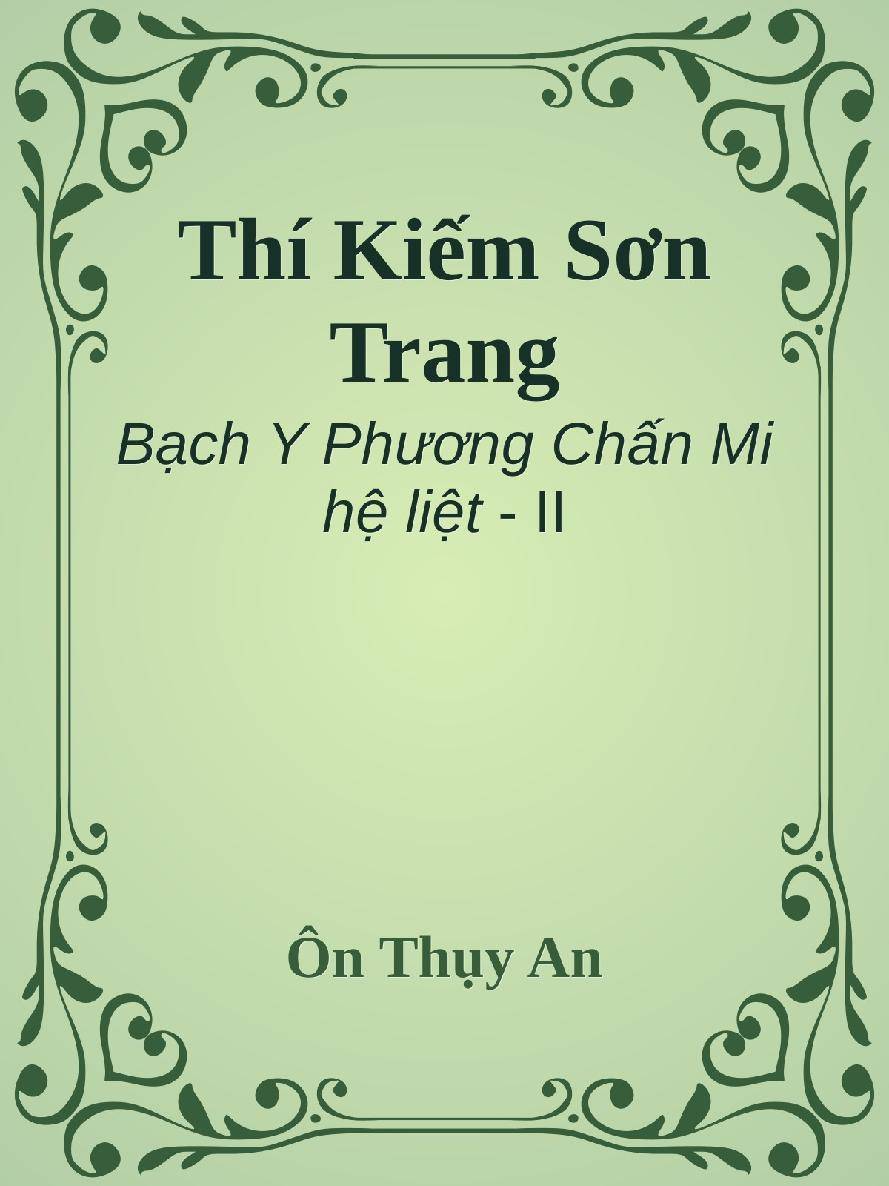 Thí Kiếm Sơn
Trang
Bạch Y Phương Chấn Mi
hệ liệt - II
Ôn Thụy An